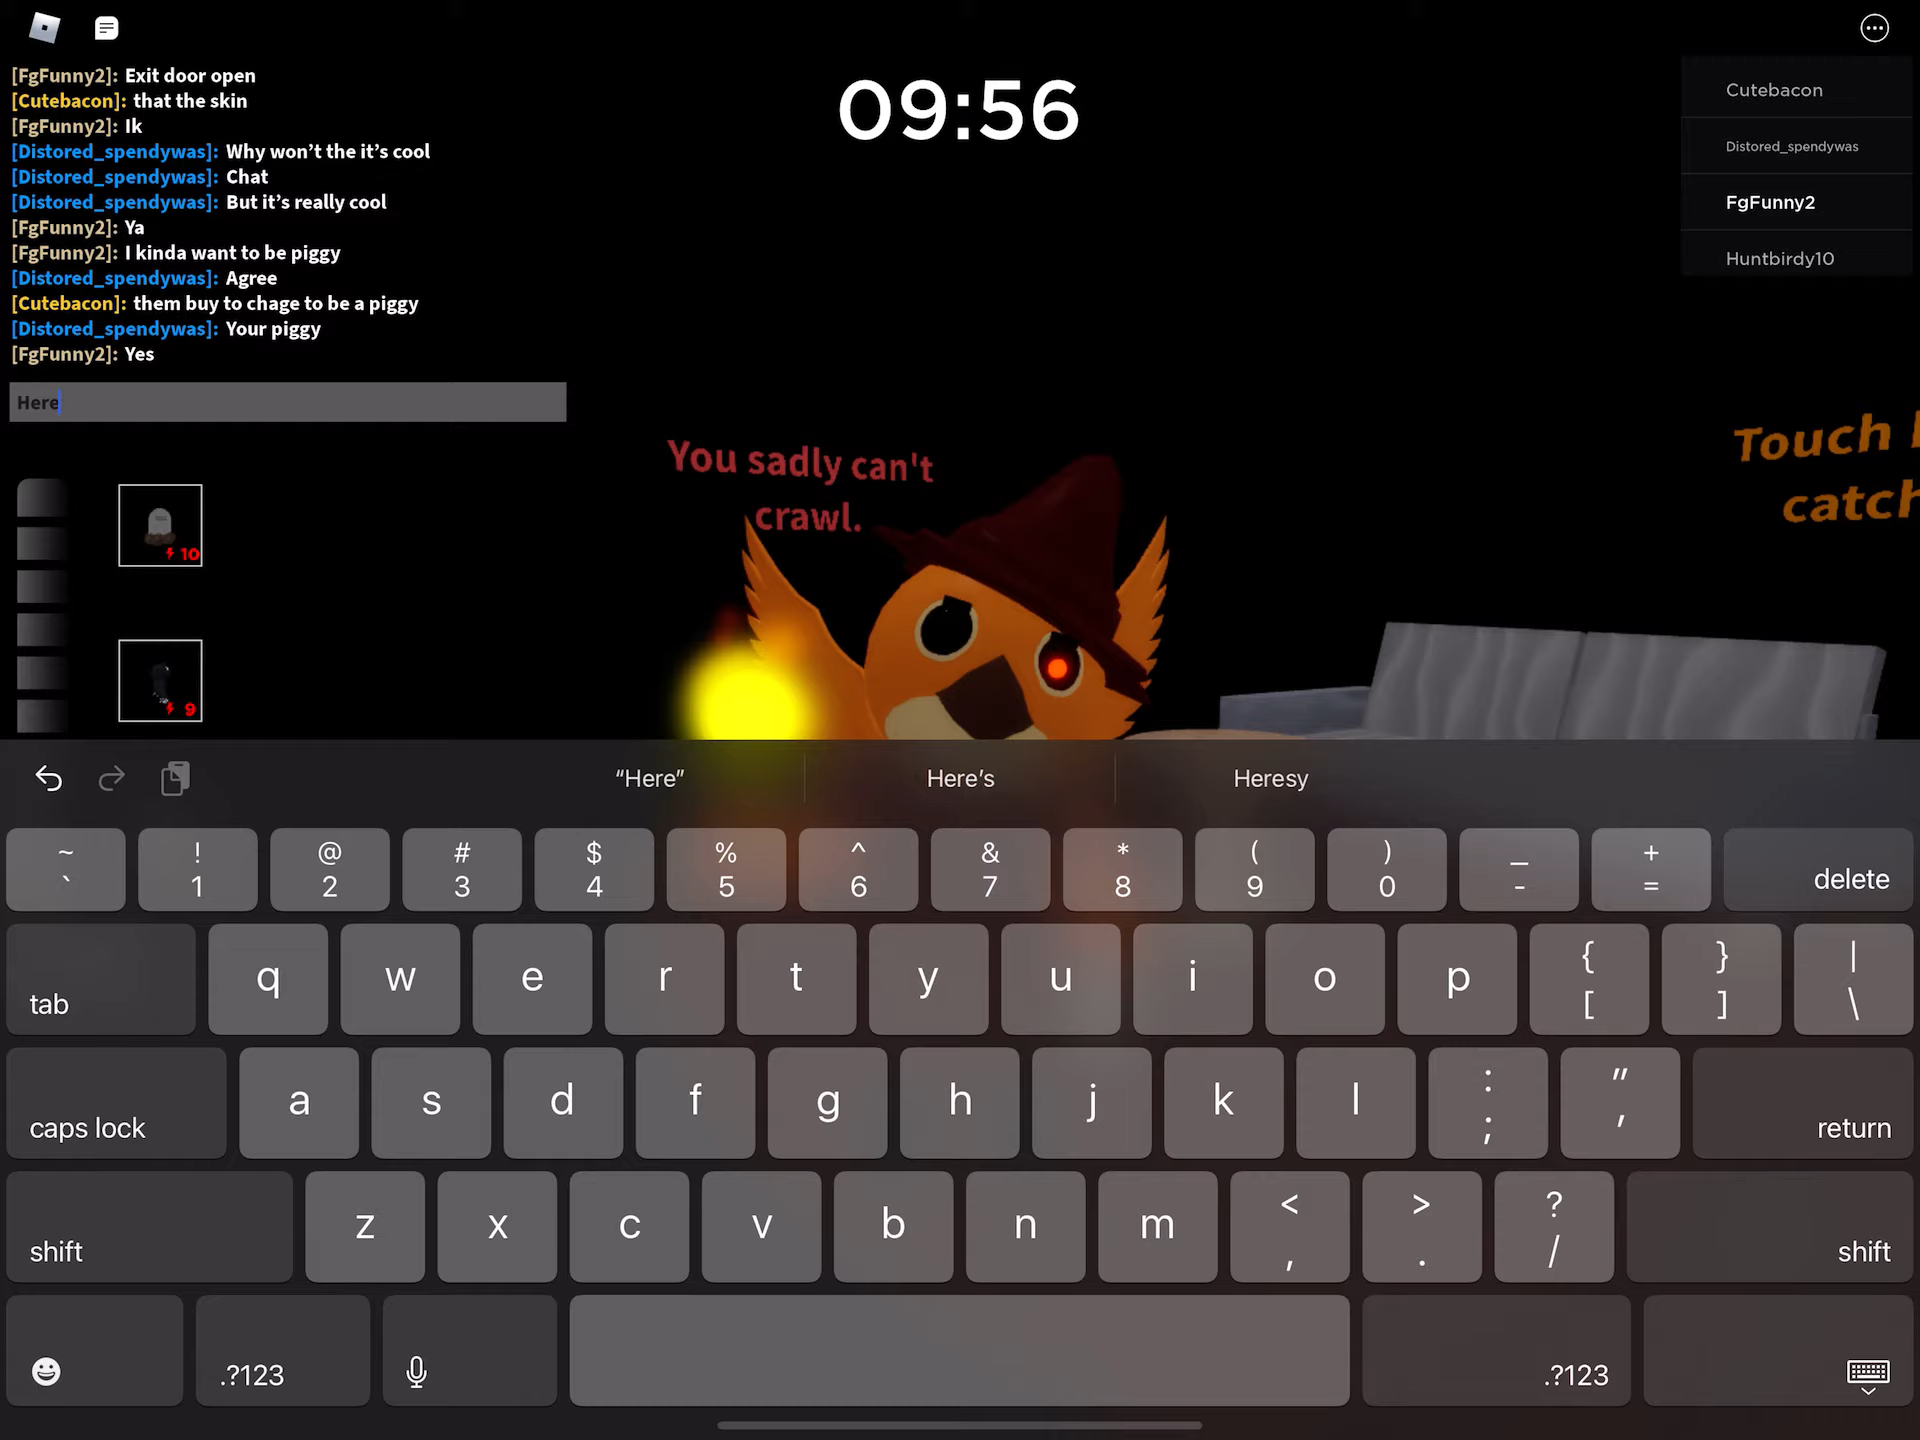 [FgFunny2]: Exit door open
[Cutebacon]: that the skin
[FgFunny2]: Ik
[Distored_spendywas]: Why won’t the it’s cool
[Distored_spendywas]: Chat
[Distored_spendywas]: But it’s really cool
[FgFunny2]: Ya
[FgFunny2]: I kinda want to be piggy
[Distored_spendywas]: Agree
[Cutebacon]: them buy to chage to be a piggy
[Distored_spendywas]: Your piggy
[FgFunny2]: Yes
Here
09:56
Cutebacon
Distored_spendywas
FgFunny2
Huntbirdy10
You sadly can't
crawl.
Touch
catch
10
9
“Here” Here’s Heresy
~ ! @ # $ % ^ & * ( ) _ +
` 1 2 3 4 5 6 7 8 9 0 - = delete
tab q w e r t y u i o p { [ } ] | \
caps lock a s d f g h j k l : ; " ' return
shift z x c v b n m < , > . ? / shift
.?123 .?123